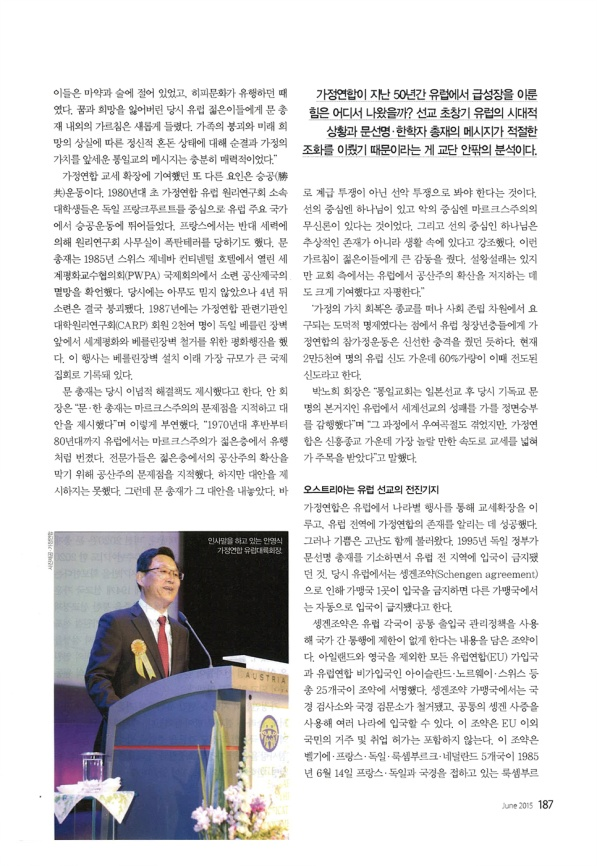 이들은 마약과 술에 절어 있었고, 히피문화가 유행하던 때
였다. 꿈과 희망을 잃어버린 당시 유럽 젊은이들에게 문 총
재 내외의 가르침은 새롭게 들렸다. 가족의 붕괴와 미래 희
망의 상실에 따른 정신적 혼돈 상태에 대해 순결과 가정의
가치를 앞세운 통일교의 메시지는 충분히 매력적이었다.”
가정연합 교세 확장에 기여했던 또 다른 요인은 승공(勝
共)운동이다. 1980년대 초 가정연합 유럽 원리연구회 소속
대학생들은 독일 프랑크푸르트를 중심으로 유럽 주요 국가
에서 승공운동에 뛰어들었다. 프랑스에서는 반대 세력에
의해 원리연구회 사무실이 폭탄테러를 당하기도 했다. 문
총재는 1985년 스위스 제네바 컨티넨털 호텔에서 열린 세
계평화교수협의회(PWPA) 국제회의에서 소련 공산제국의
멸망을 확언했다. 당시에는 아무도 믿지 않았으나 4년 뒤
소련은 결국 붕괴했다. 1987년에는 가정연합 관련기관인
대학원리연구회(CARP) 회원 2천여 명이 독일 베를린 장벽
앞에서 세계평화와 베를린장벽 철거를 위한 평화행진을 했
다. 이 행사는 베를린장벽 설치 이래 가장 규모가 큰 국제
집회로 기록돼 있다.
문 총재는 당시 이념적 해결책도 제시했다고 한다. 안 회
장은 “문·한 총재는 마르크스주의의 문제점을 지적하고 대
안을 제시했다”며 이렇게 부연했다. “1970년대 후반부터
80년대까지 유럽에서는 마르크스주의가 젊은층에서 유행
처럼 번졌다. 전문가들은 젊은층에서의 공산주의 확산을
막기 위해 공산주의 문제점을 지적했다. 하지만 대안을 제
시하지는 못했다. 그런데 문 총재가 그 대안을 내놓았다. 바
인사말을 하고 있는 안영식
가정연합 유럽대륙회장.
AUSTRIA
가정연합이 지난 50년간 유럽에서 급성장을 이룬
힘은 어디서 나왔을까? 선교 초창기 유럽의 시대적
상황과 문선명·한학자 총재의 메시지가 적절한
조화를 이뤘기 때문이라는 게 교단 안팎의 분석이다.
로 계급 투쟁이 아닌 선악 투쟁으로 봐야 한다는 것이다.
선의 중심엔 하나님이 있고 악의 중심엔 마르크스주의의
무신론이 있다는 것이었다. 그리고 선의 중심인 하나님은
추상적인 존재가 아니라 생활 속에 있다고 강조했다. 이런
가르침이 젊은이들에게 큰 감동을 줬다. 설왕설래는 있지
만 교회 측에서는 유럽에서 공산주의 확산을 저지하는 데
도 크게 기여했다고 자평한다.”
‘가정의 가치 회복은 종교를 떠나 사회 존립 차원에서 요
구되는 도덕적 명제였다는 점에서 유럽 청장년층들에게 가
정연합의 참가정운동은 신선한 충격을 줬던 듯하다. 현재
2만5천여 명의 유럽 신도 가운데 60%가량이 이때 전도된
신도라고 한다.
박노희 회장은 “통일교회는 일본선교 후 당시 기독교 문
명의 본거지인 유럽에서 세계선교의 성패를 가를 정면승부
를 감행했다”며 “그 과정에서 우여곡절도 겪었지만, 가정연
합은 신흥종교 가운데 가장 놀랄 만한 속도로 교세를 넓혀
가 주목을 받았다”고 말했다.
오스트리아는 유럽 선교의 전진기지
가정연합은 유럽에서 나라별 행사를 통해 교세확장을 이
루고, 유럽 전역에 가정연합의 존재를 알리는 데 성공했다.
그러나 기쁨은 고난도 함께 불러왔다. 1995년 독일 정부가
문선명 총재를 기소하면서 유럽 전 지역에 입국이 금지됐
던 것. 당시 유럽에서는 솅겐조약(Schengen agreement)
으로 인해 가맹국 1곳이 입국을 금지하면 다른 가맹국에서
는 자동으로 입국이 금지됐다고 한다.
솅겐조약은 유럽 각국이 공통 출입국 관리정책을 사용
해 국가 간 통행에 제한이 없게 한다는 내용을 담은 조약이
다. 아일랜드와 영국을 제외한 모든 유럽연합(EU) 가입국
과 유럽연합 비가입국인 아이슬란드·노르웨이·스위스 등
총 25개국이 조약에 서명했다. 솅겐조약 가맹국에서는 국
경 검사소와 국경 검문소가 철거됐고, 공통의 솅겐 사증을
사용해 여러 나라에 입국할 수 있다. 이 조약은 EU 이외
국민의 거주 및 취업 허가는 포함하지 않는다. 이 조약은
벨기에·프랑스·독일·룩셈부르크·네덜란드 5개국이 1985
년 6월 14일 프랑스·독일과 국경을 접하고 있는 룩셈부르
June 2015 187